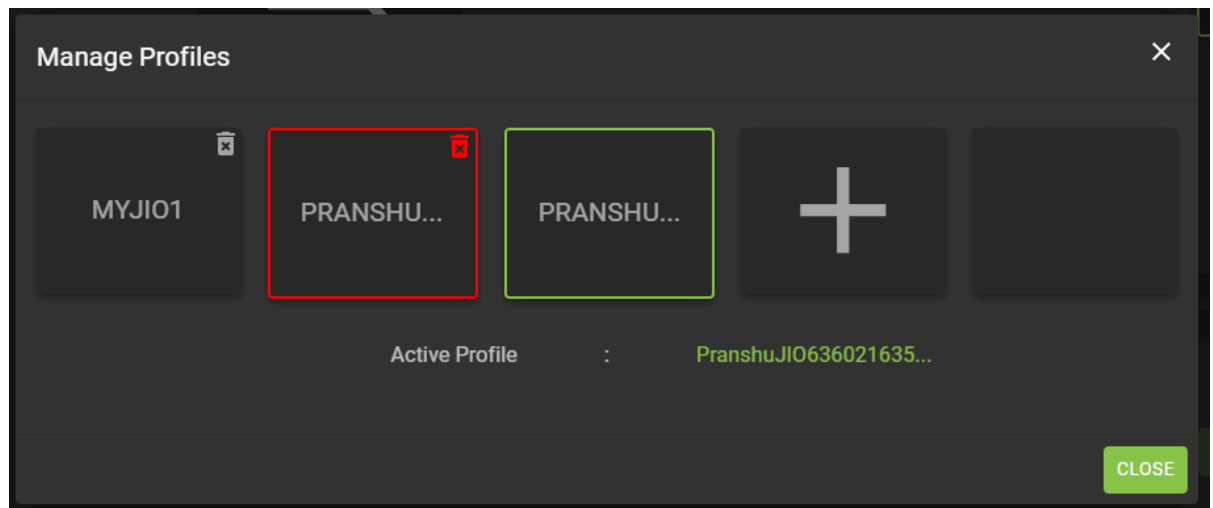 Manage Profiles
MYJIO1
PRANSHU...
PRANSHU...
Active Profile : PranshuJIO636021635...
CLOSE